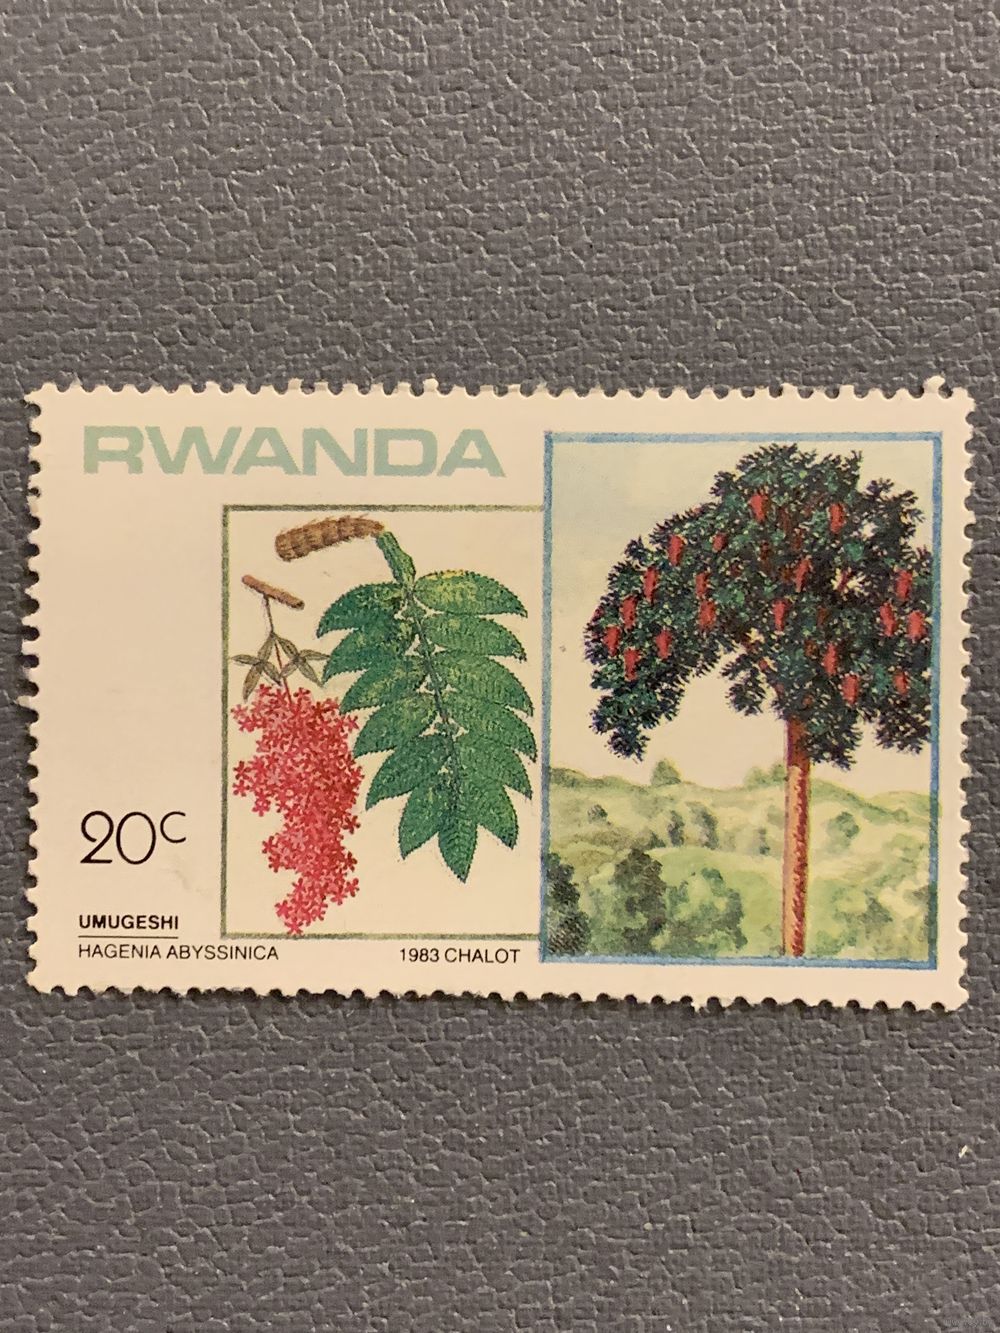 RWANDA
20c
UMUGESHI
HAGENIA ABYSSINICA
1983 CHALOT